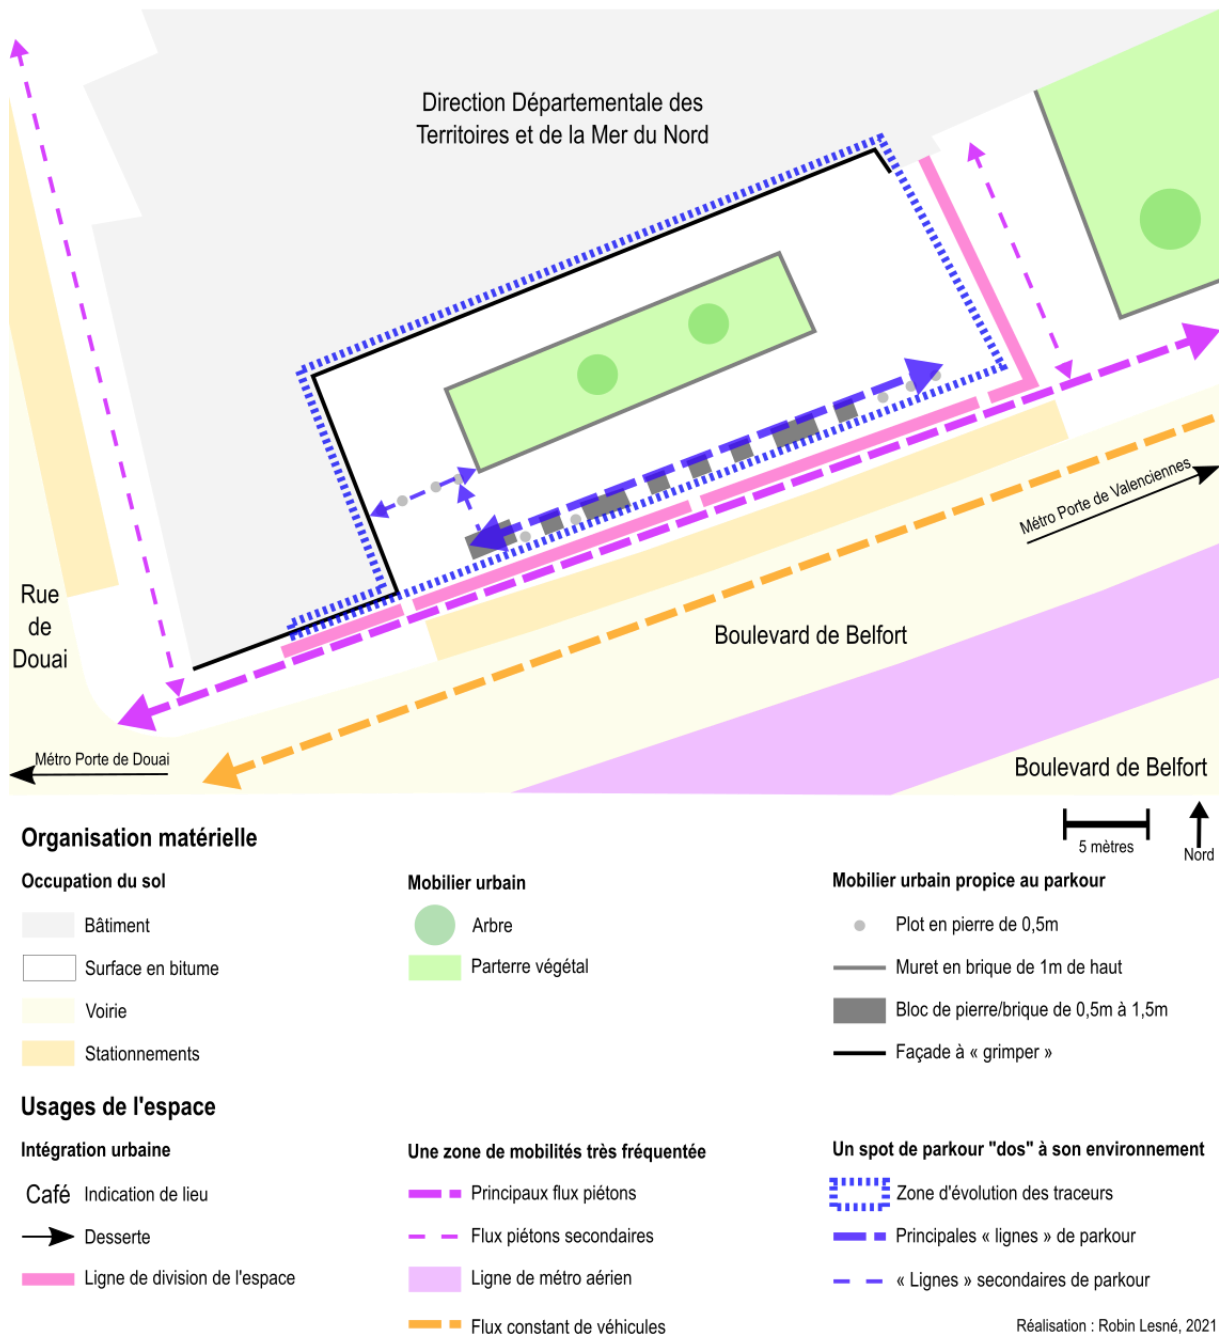 Direction Départementale des
Territoires et de la Mer du Nord
Métro Porte de Valenciennes
Rue
de
Douai
Boulevard de Belfort
Métro Porte de Douai
Boulevard de Belfort
5 mètres
Nord
Organisation matérielle
Occupation du sol
Bâtiment
Surface en bitume
Voirie
Stationnements
Mobilier urbain
Arbre
Parterre végétal
Mobilier urbain propice au parkour
Plot en pierre de 0,5m
Muret en brique de 1m de haut
Bloc de pierre/brique de 0,5m à 1,5m
Façade à « grimper »
Usages de l'espace
Intégration urbaine
Café Indication de lieu
Desserte
Ligne de division de l'espace
Une zone de mobilités très fréquentée
Principaux flux piétons
Flux piétons secondaires
Ligne de métro aérien
Flux constant de véhicules
Un spot de parkour "dos" à son environnement
Zone d'évolution des traceurs
Principales « lignes » de parkour
« Lignes » secondaires de parkour
Réalisation : Robin Lesné, 2021